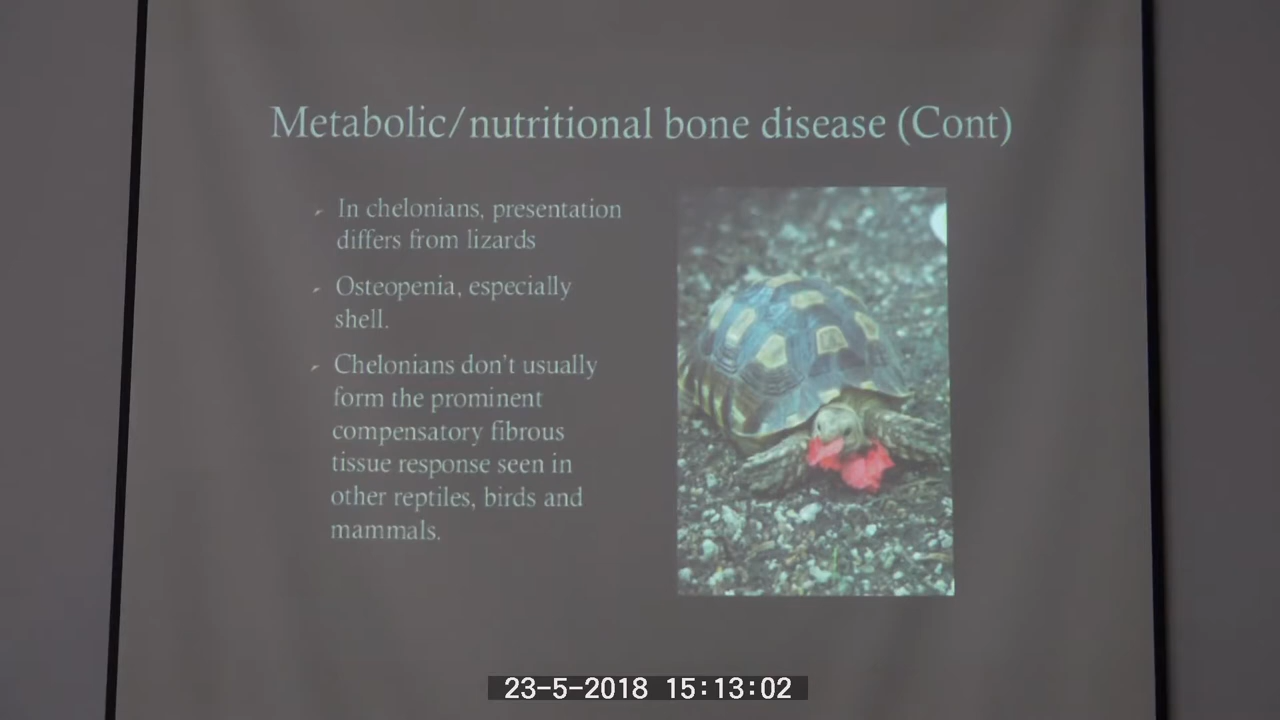 Metabolic/nutritional bone disease (Cont)
In chelonians, presentation
differs from lizards
Osteopenia, especially
shell.
Chelonians don't usually
form the prominent
compensatory fibrous
tissue response seen in
other reptiles, birds and
mammals.
23-5-2018 15:13:02